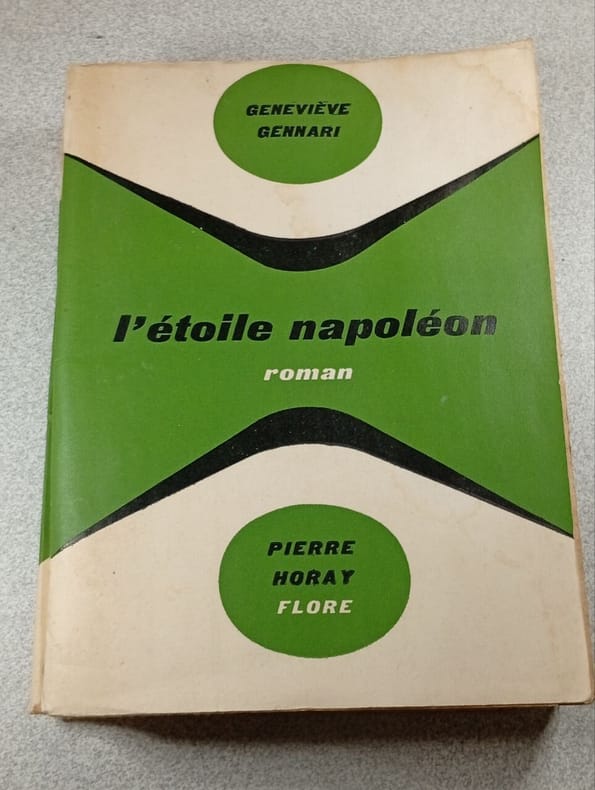 GENEVIÈVE
GENNARI
l'étoile napoléon
roman
PIERRE
HORAY
FLORE